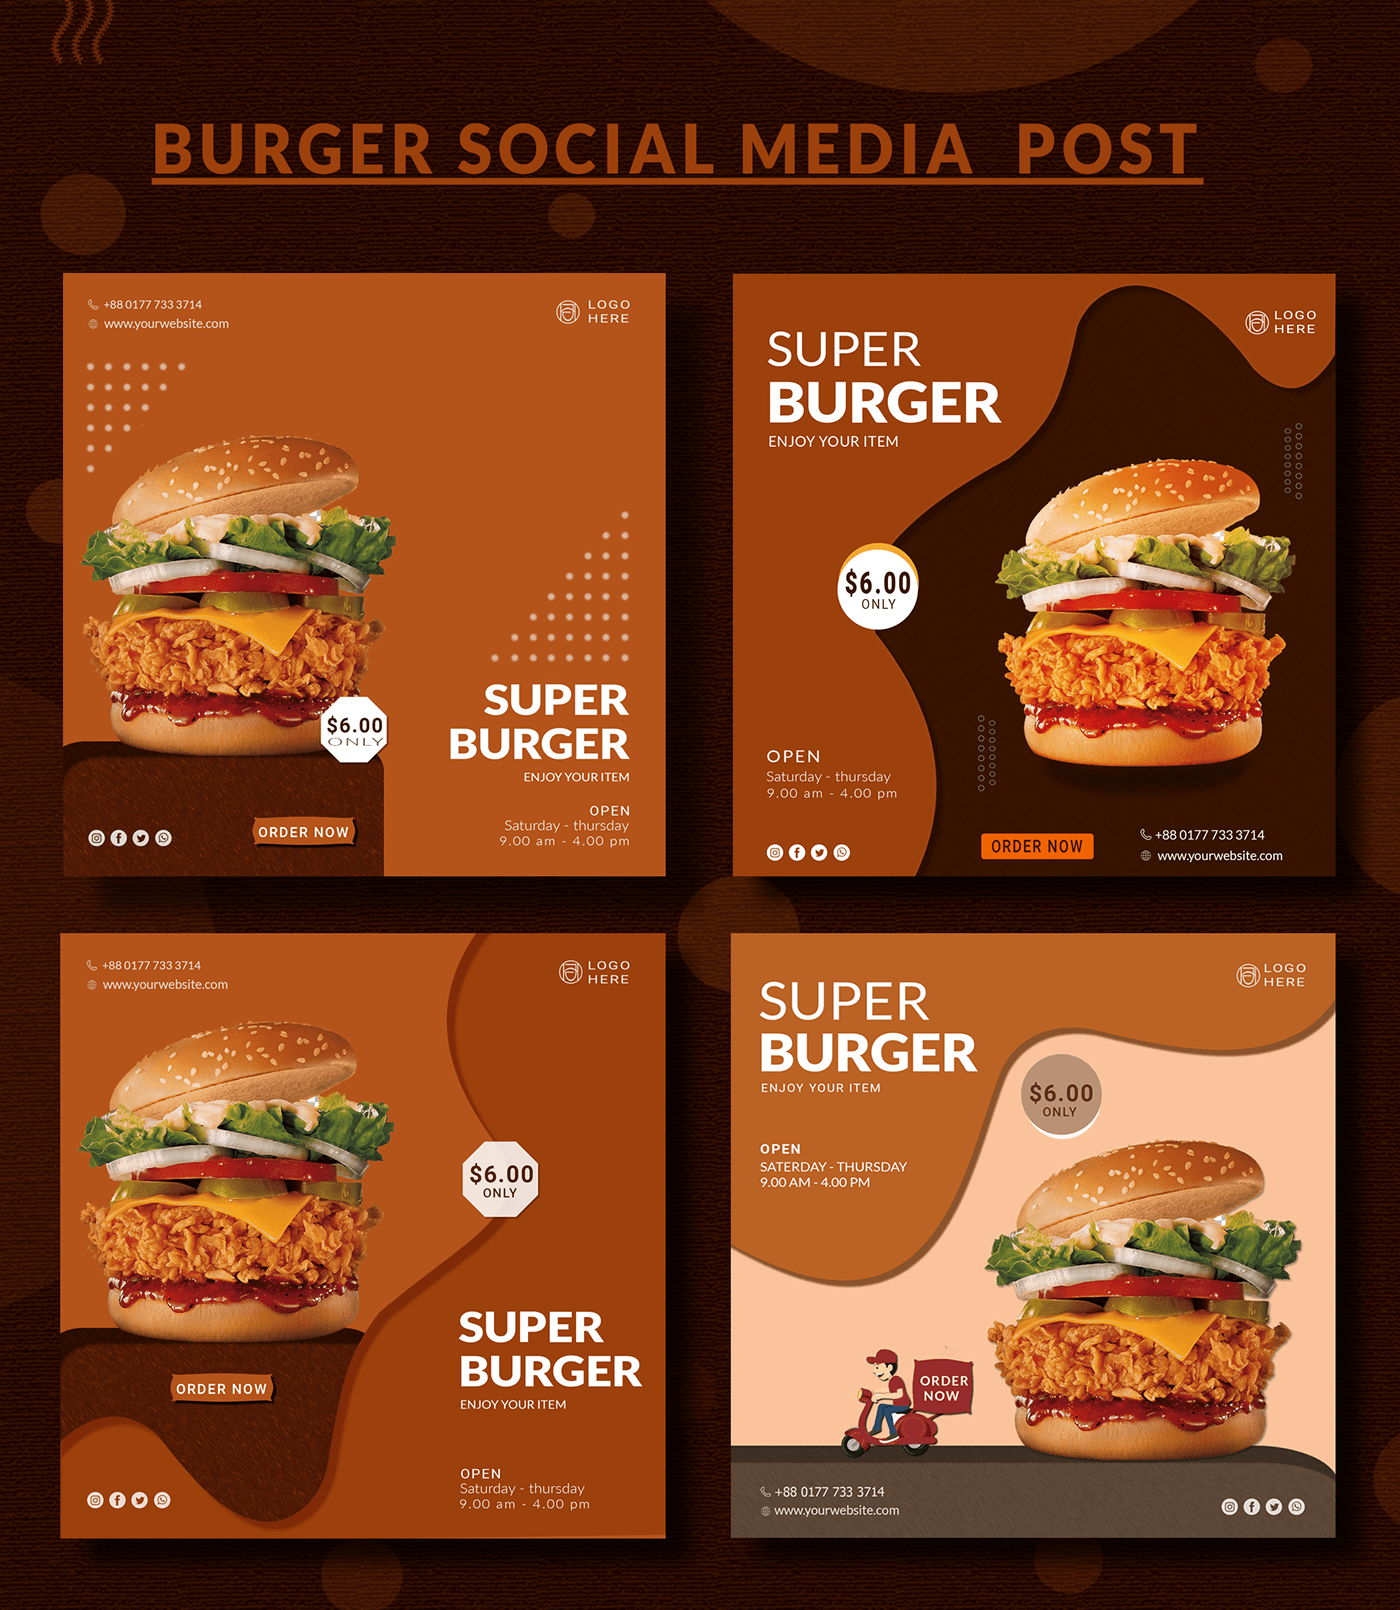 BURGER SOCIAL MEDIA POST
+88 0177 733 3714
www.yourwebsite.com
LOGO
HERE
$6.00
ONLY
SUPER
BURGER
ENJOY YOUR ITEM
OPEN
Saturday - thursday
9.00 am - 4.00 pm
ORDER NOW
SUPER
BURGER
ENJOY YOUR ITEM
LOGO
HERE
$6.00
ONLY
OPEN
Saturday - thursday
9.00 am - 4.00 pm
ORDER NOW
+88 0177 733 3714
www.yourwebsite.com
+88 0177 733 3714
www.yourwebsite.com
LOGO
HERE
$6.00
ONLY
SUPER
BURGER
ENJOY YOUR ITEM
ORDER NOW
OPEN
Saturday - thursday
9.00 am - 4.00 pm
SUPER
BURGER
ENJOY YOUR ITEM
LOGO
HERE
$6.00
ONLY
OPEN
SATERDAY - THURSDAY
9.00 AM - 4.00 PM
ORDER
NOW
+88 0177 733 3714
www.yourwebsite.com